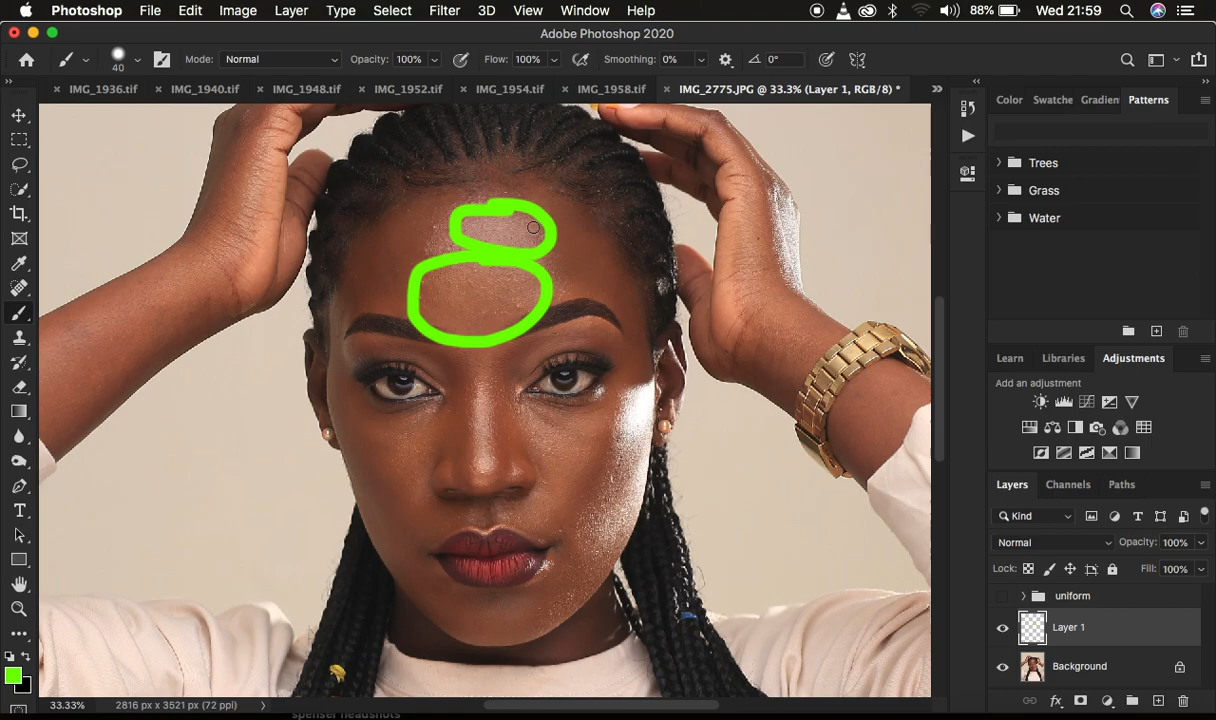 Photoshop File Edit Image Layer Type Select Filter 3D View Window Help 88% Wed 21:59
Adobe Photoshop 2020
40 Mode: Normal Opacity: 100% Flow: 100% Smoothing: 0% 0°
IMG_1936.tif IMG_1940.tif IMG_1948.tif IMG_1952.tif IMG_1954.tif IMG_1958.tif IMG_2775.JPG @ 33.3% (Layer 1, RGB/8) *
Color Swatche Gradien Patterns
Trees
Grass
Water
Learn Libraries Adjustments
Add an adjustment
Layers Channels Paths
Kind
Normal Opacity: 100%
Lock: Fill: 100%
uniform
Layer 1
Background
33.33% 2816 px x 3521 px (72 ppi)
spenser headshots